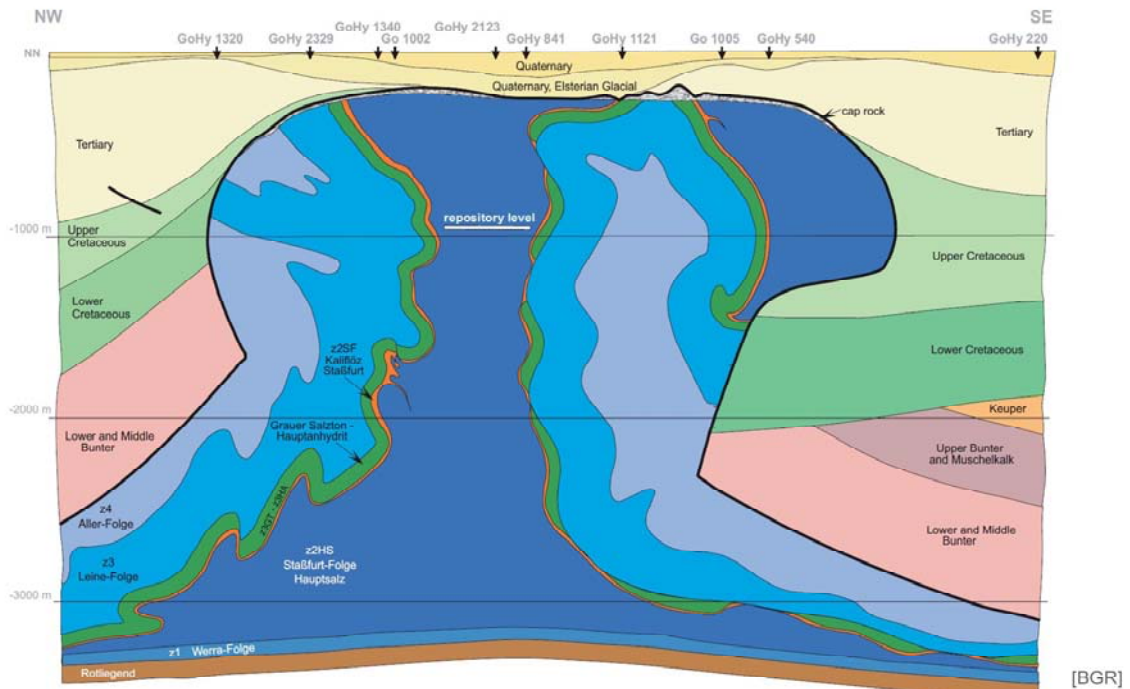 NW
SE
GoHy 1340
GoHy 2123
GoHy 1320
GoHy 2329
Go 1002
GoHy 841
GoHy 1121
Go 1005
GoHy 540
GoHy 220
NN
Quaternary
Quaternary, Elsterian Glacial
cap rock
Tertiary
Tertiary
repository level
-1000 m
Upper
Cretaceous
Upper Cretaceous
Lower
Cretaceous
z2SF
Kaliflöz
Staßfurt
Lower Cretaceous
-2000 m
Keuper
Grauer Salzton -
Hauptanhydrit
Lower and Middle
Bunter
Upper Bunter
and Muschelkalk
z3GT - z3HA
z4
Aller-Folge
Lower and Middle
Bunter
z3
Leine-Folge
z2HS
Staßfurt-Folge
Hauptsalz
-3000 m
z1 Werra-Folge
Rotliegend
[BGR]